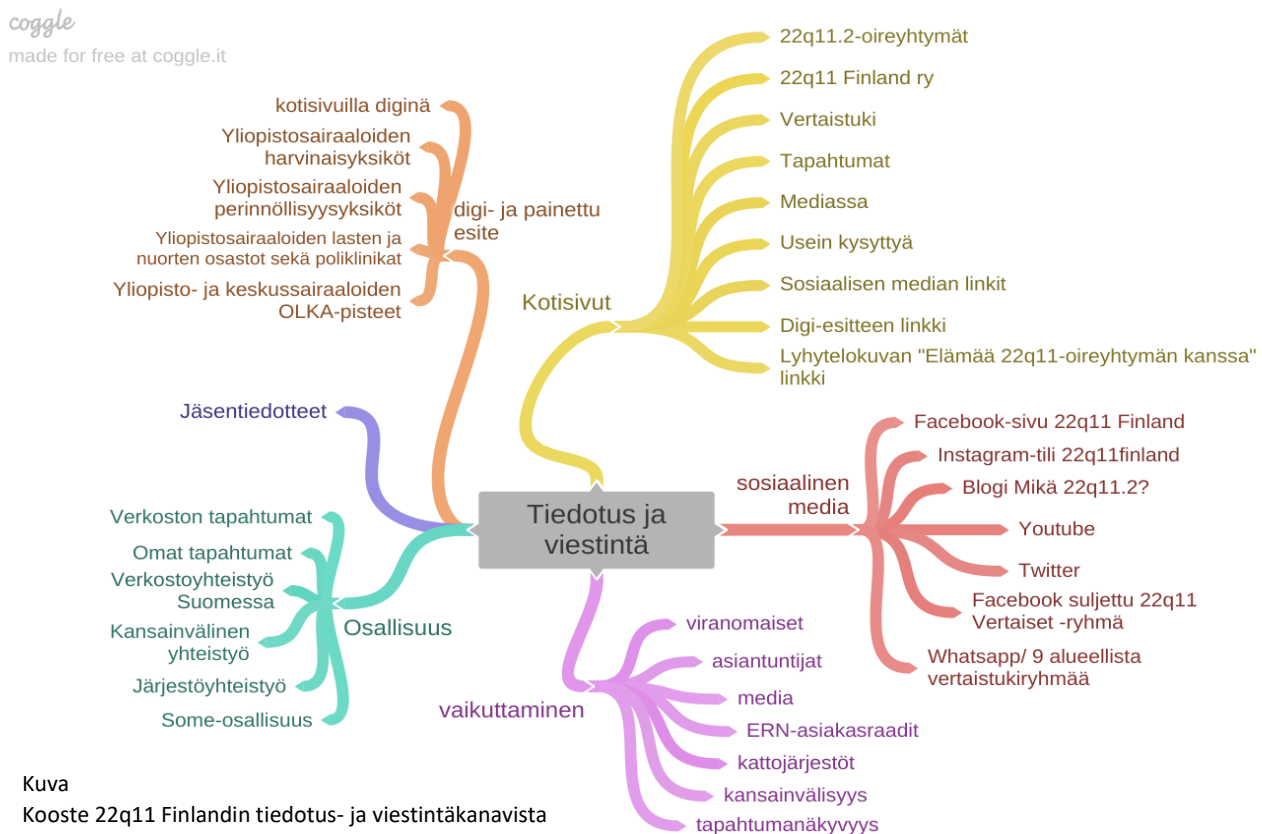 coggle
made for free at coggle.it
kotisivuilla diginä
Yliopistosairaaloiden
harvinaisyksiköt
Yliopistosairaaloiden
perinnöllisyysyksiköt
Yliopistosairaaloiden lasten ja
nuorten osastot sekä poliklinikat
Yliopisto- ja keskussairaaloiden
OLKA-pisteet
digi- ja painettu
esite
Kotisivut
22q11.2-oireyhtymät
22q11 Finland ry
Vertaistuki
Tapahtumat
Mediassa
Usein kysyttyä
Sosiaalisen median linkit
Digi-esitteen linkki
Lyhytelokuvan "Elämää 22q11-oireyhtymän kanssa"
linkki
Jäsentiedotteet
Tiedotus ja
viestintä
sosiaalinen
media
Facebook-sivu 22q11 Finland
Instagram-tili 22q11finland
Blogi Mikä 22q11.2?
Youtube
Twitter
Facebook suljettu 22q11
Vertaiset -ryhmä
Whatsapp/ 9 alueellista
vertaistukiryhmää
Verkoston tapahtumat
Omat tapahtumat
Verkostoyhteistyö
Suomessa
Kansainvälinen
yhteistyö
Järjestöyhteistyö
Some-osallisuus
Osallisuus
vaikuttaminen
viranomaiset
asiantuntijat
media
ERN-asiakasraadit
kattojärjestöt
kansainvälisyys
tapahtumanäkyvyys
Kuva
Kooste 22q11 Finlandin tiedotus- ja viestintäkanavista